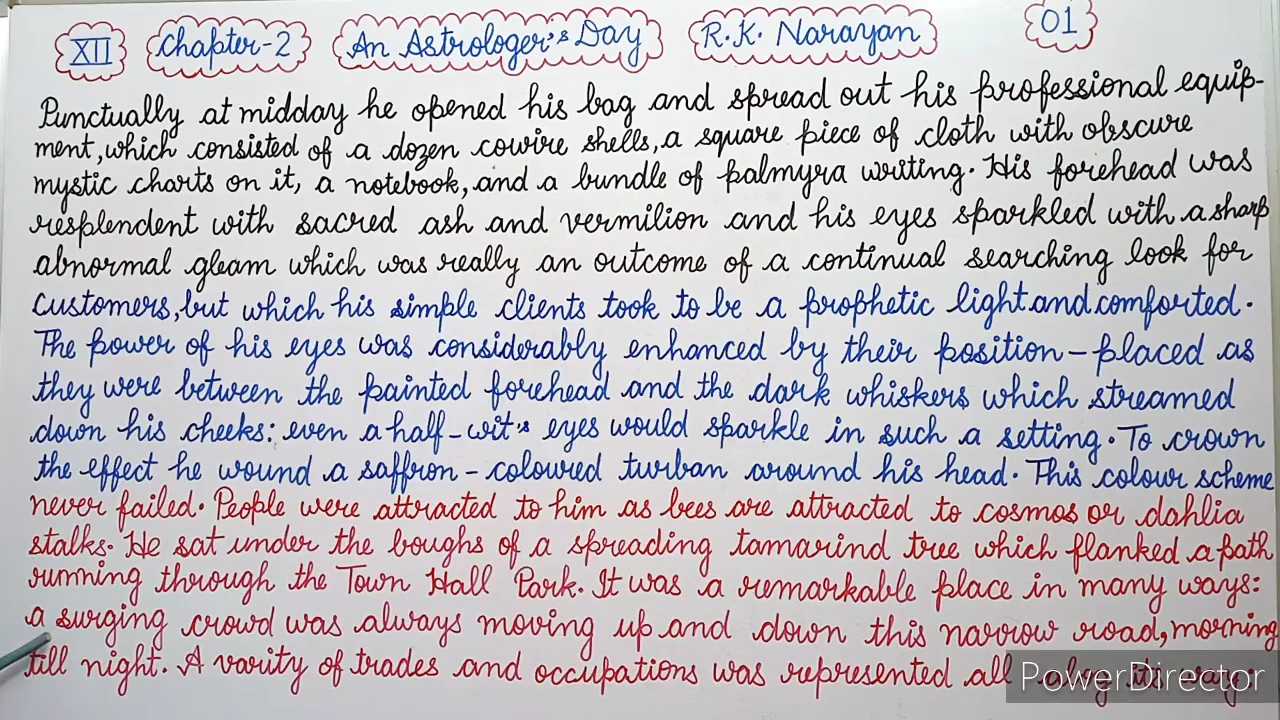 XII Chapter-2 An Astrologer's Day R.K. Narayan 01
Punctually at midday he opened his bag and spread out his professional equip-
ment, which consisted of a dozen cowire shells, a square piece of cloth with obscure
mystic charts on it, a notebook, and a bundle of palmyra writing. His forehead was
resplendent with sacred ash and vermilion and his eyes sparkled with a sharp
abnormal gleam which was really an outcome of a continual searching look for
customers, but which his simple clients took to be a prophetic light and comforted.
The power of his eyes was considerably enhanced by their position - placed as
they were between the painted forehead and the dark whiskers which streamed
down his cheeks: even a half-wit's eyes would sparkle in such a setting. To crown
the effect he wound a saffron-coloured turban around his head. This colour scheme
never failed. People were attracted to him as bees are attracted to cosmos or dahlia
stalks. He sat under the boughs of a spreading tamarind tree which flanked a path
running through the Town Hall Park. It was a remarkable place in many ways:
a surging crowd was always moving up and down this narrow road, morning
till night. A varity of trades and occupations was represented all along its way
PowerDirector